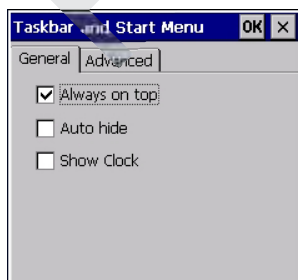 Taskbar and Start Menu OK ×
General Advanced
Always on top
Auto hide
Show Clock